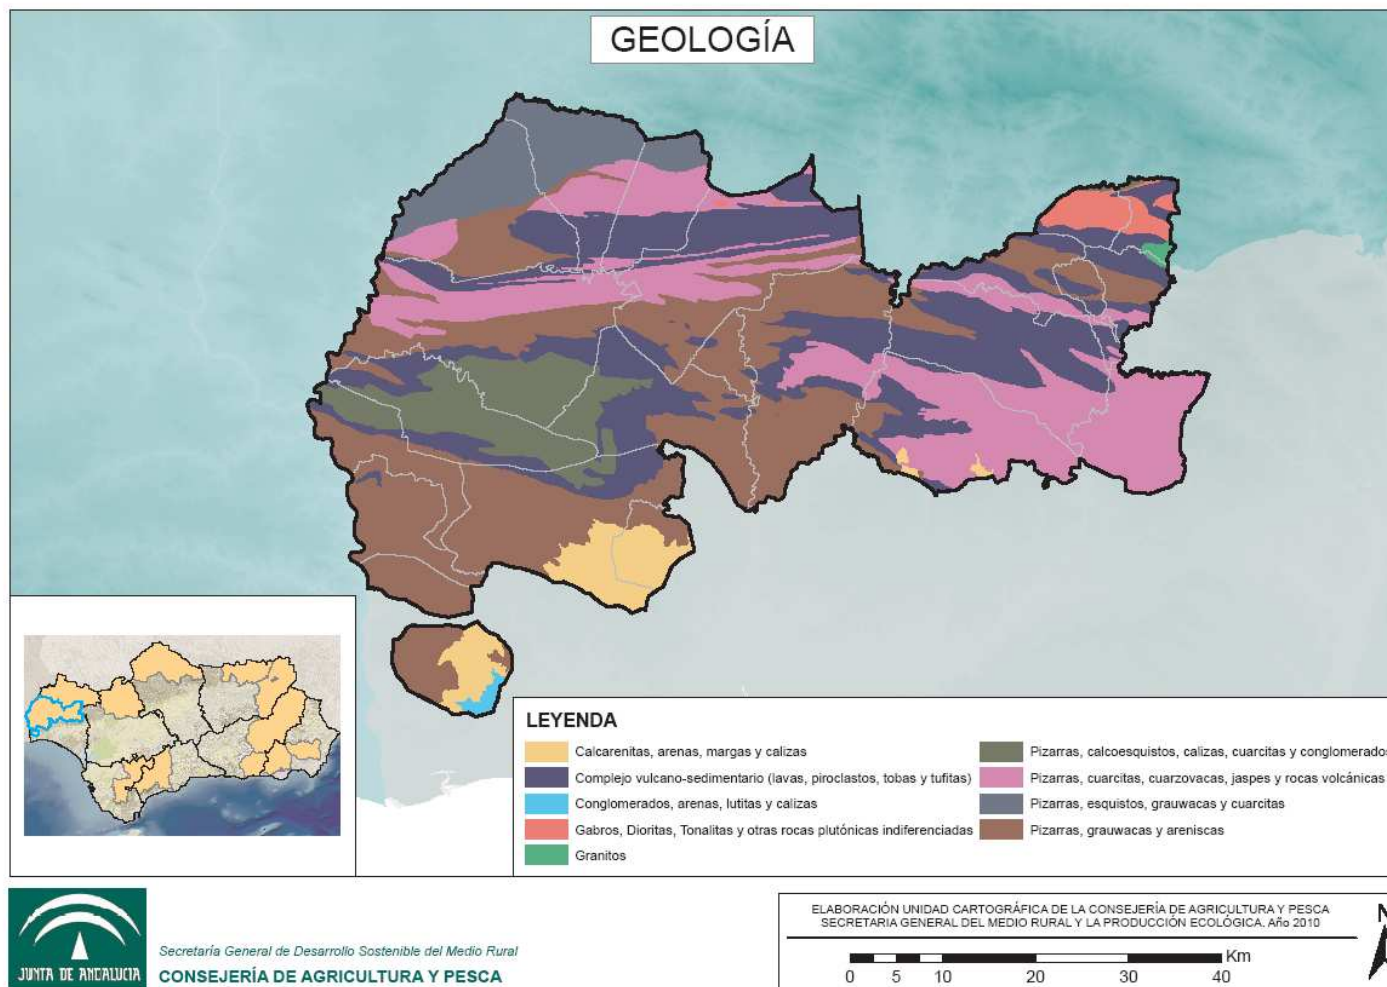 GEOLOGÍA
LEYENDA
Calcarenitas, arenas, margas y calizas
Complejo vulcano-sedimentario (lavas, piroclastos, tobas y tufitas)
Conglomerados, arenas, lutitas y calizas
Gabros, Dioritas, Tonalitas y otras rocas plutónicas indiferenciadas
Granitos
Pizarras, calcoesquistos, calizas, cuarcitas y conglomerados
Pizarras, cuarcitas, cuarzovacas, jaspes y rocas volcánicas
Pizarras, esquistos, grauwacas y cuarcitas
Pizarras, grauwacas y areniscas
JUNTA DE ANDALUCIA
Secretaría General de Desarrollo Sostenible del Medio Rural
CONSEJERÍA DE AGRICULTURA Y PESCA
ELABORACIÓN UNIDAD CARTOGRÁFICA DE LA CONSEJERÍA DE AGRICULTURA Y PESCA
SECRETARIA GENERAL DEL MEDIO RURAL Y LA PRODUCCIÓN ECOLÓGICA. Año 2010
Km
0 5 10 20 30 40
N